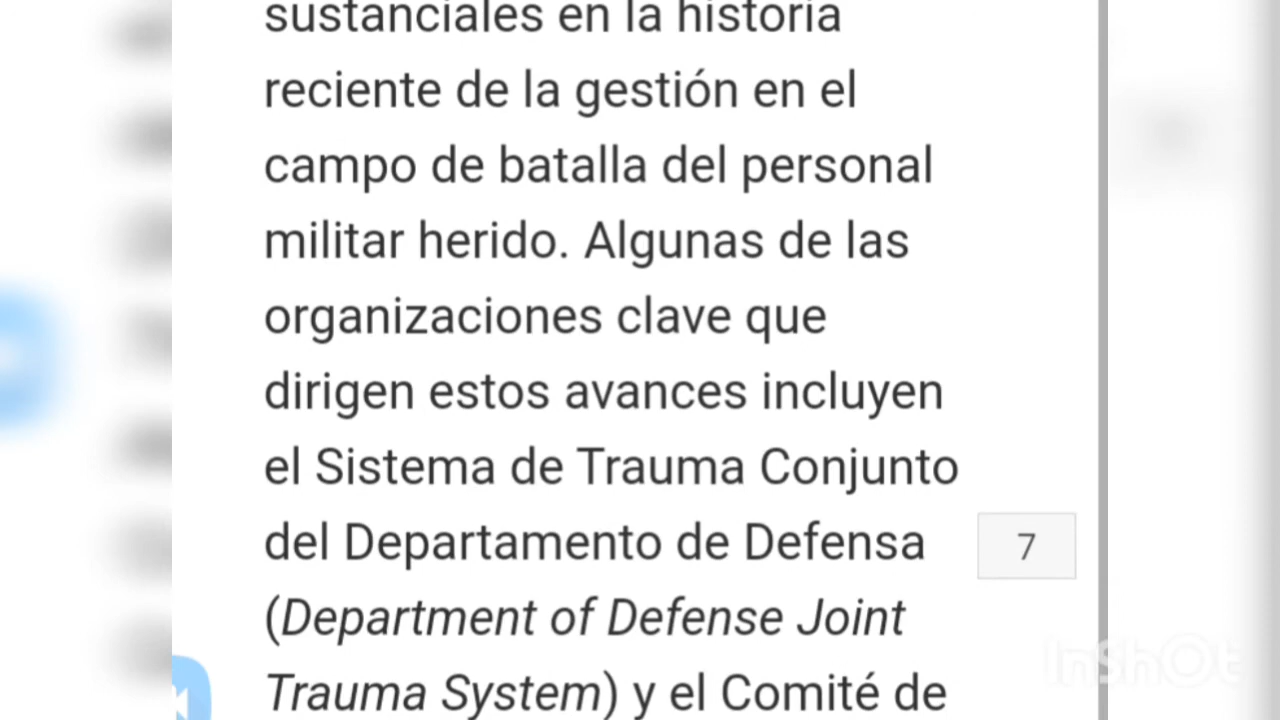 sustanciales en la historia
reciente de la gestión en el
campo de batalla del personal
militar herido. Algunas de las
organizaciones clave que
dirigen estos avances incluyen
el Sistema de Trauma Conjunto
del Departamento de Defensa
7
(Department of Defense Joint
Trauma System) y el Comité de
InShOt